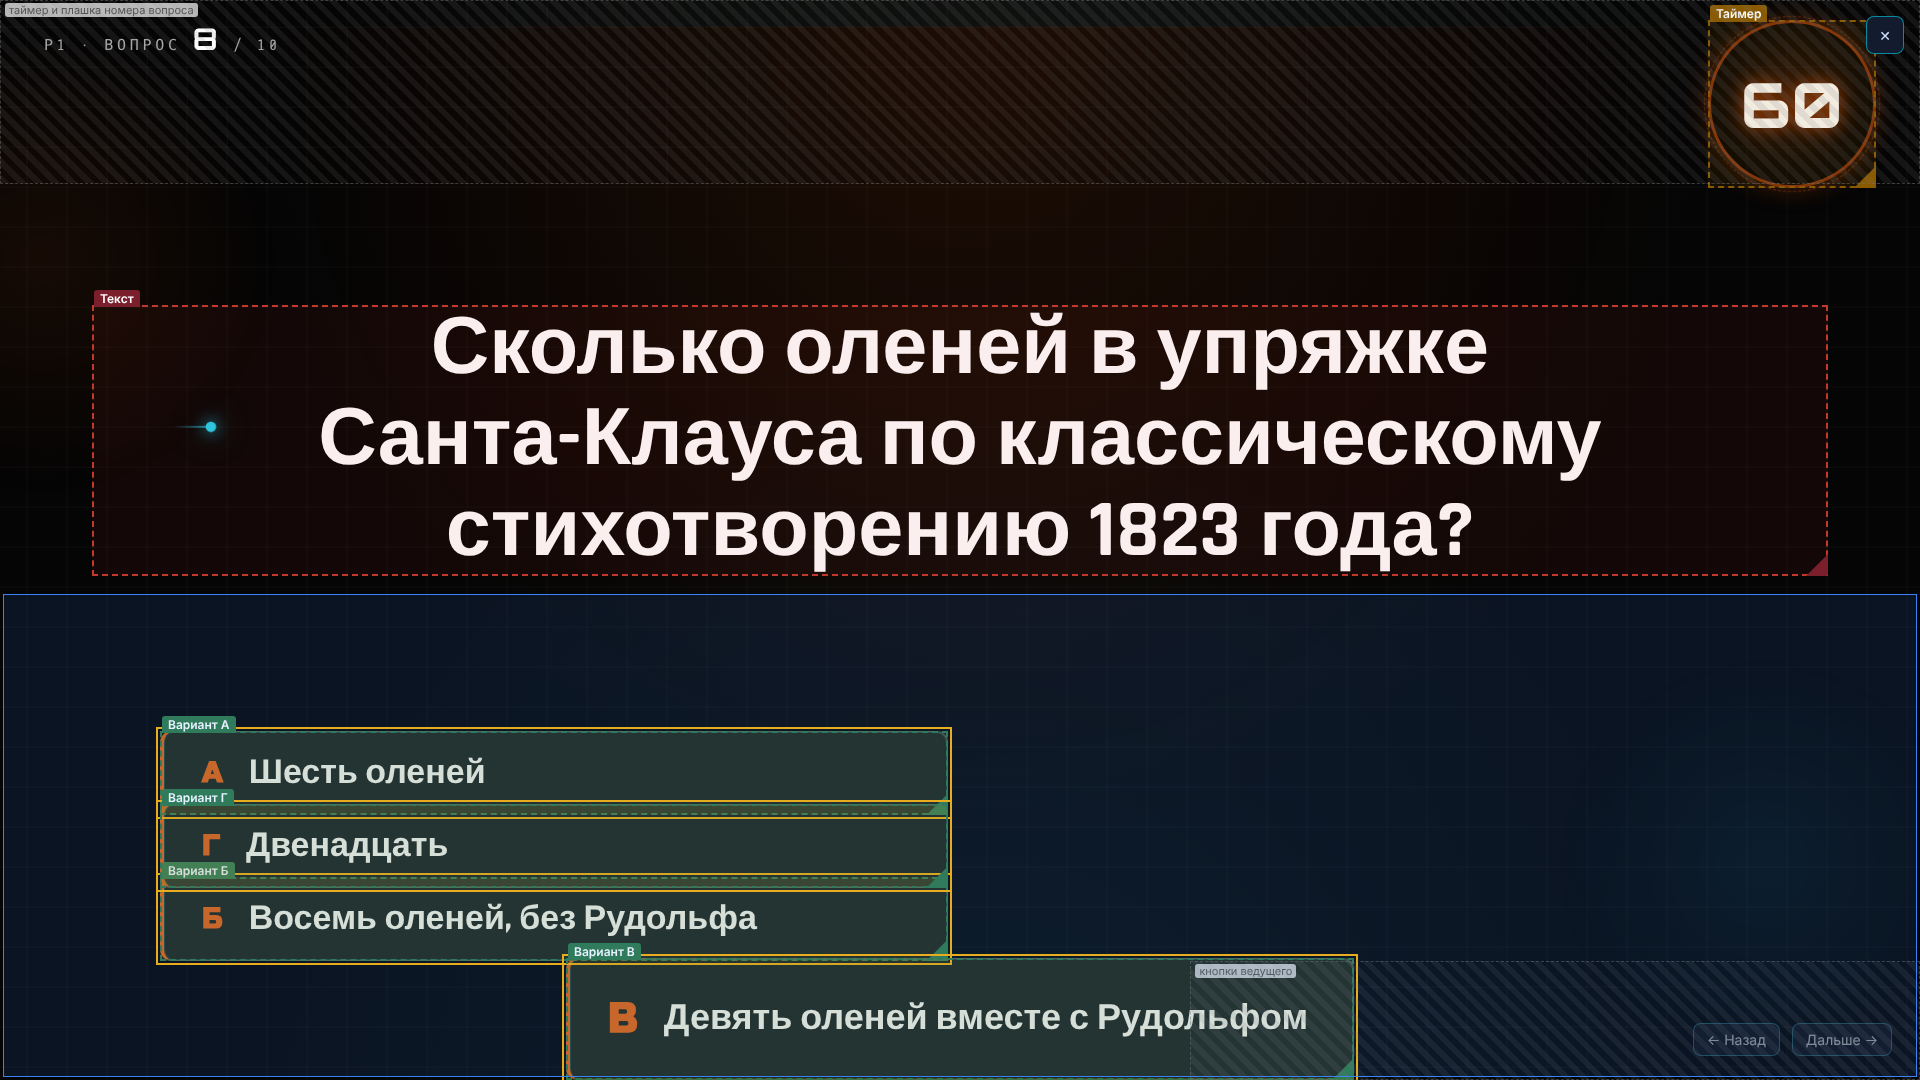 таймер и плашка номера вопроса
Р1 · ВОПРОС 8 / 10
Таймер
×
60
Текст
Сколько оленей в упряжке
Санта-Клауса по классическому
стихотворению 1823 года?
Вариант А
А Шесть оленей
Вариант Г
Г Двенадцать
Вариант Б
Б Восемь оленей, без Рудольфа
Вариант В
кнопки ведущего
В Девять оленей вместе с Рудольфом
← Назад
Дальше →